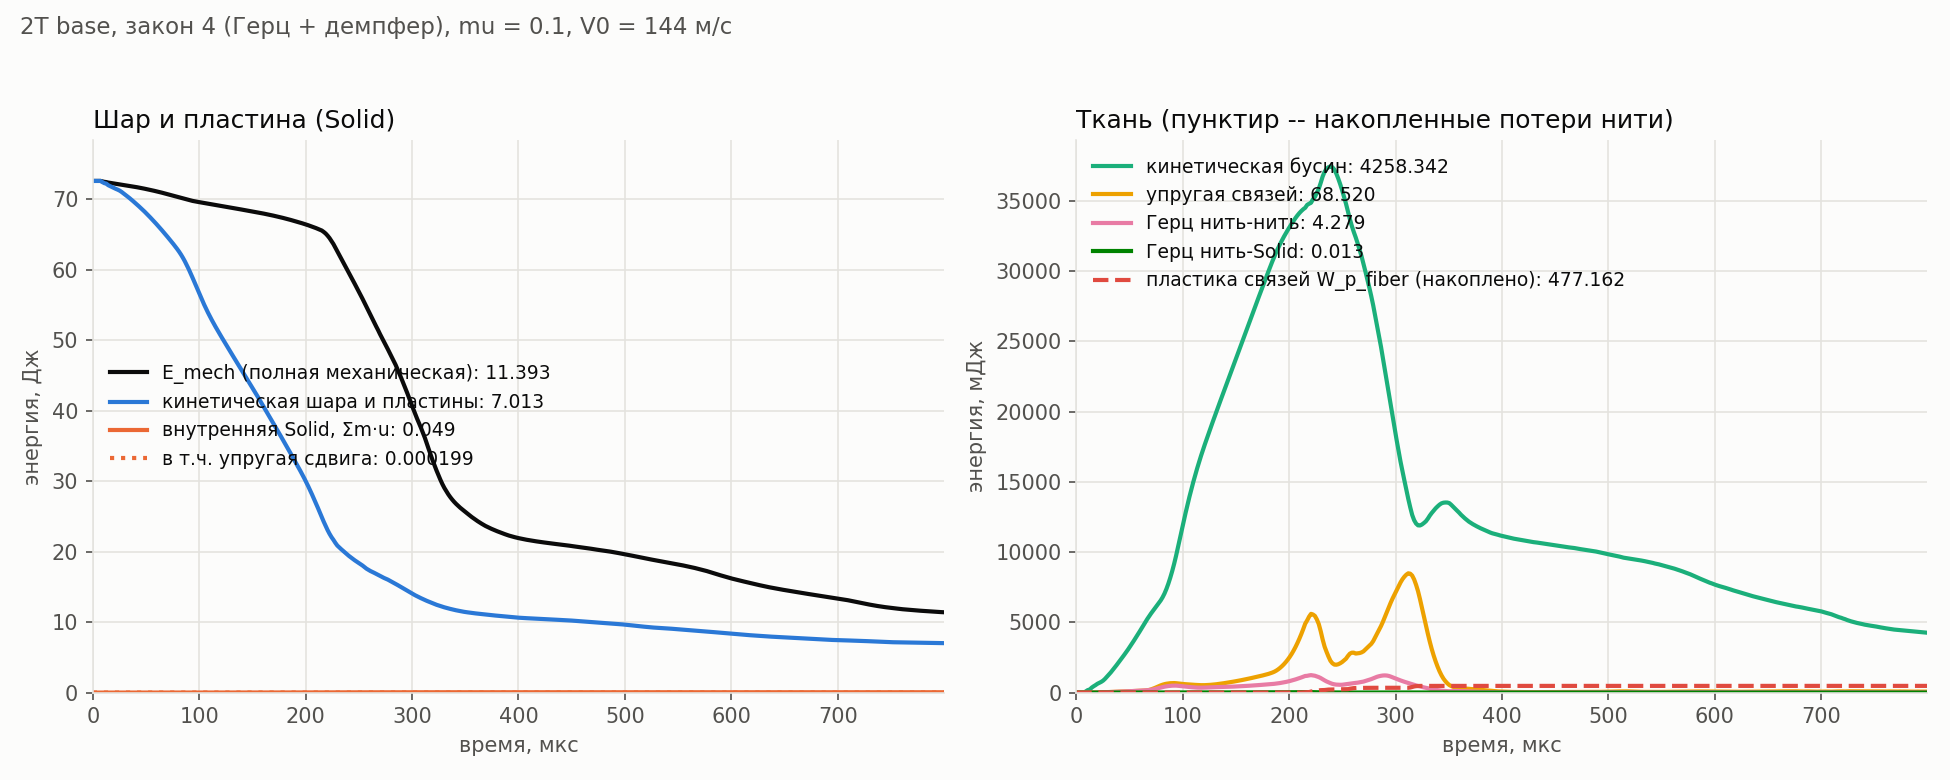 2T base, закон 4 (Герц + демпфер), mu = 0.1, V0 = 144 м/с
Шар и пластина (Solid)
энергия, Дж
70
60
50
40
30
20
10
0
E_mech (полная механическая): 11.393
кинетическая шара и пластины: 7.013
внутренняя Solid, Σm·u: 0.049
в т.ч. упругая сдвига: 0.000199
0 100 200 300 400 500 600 700
время, мкс
Ткань (пунктир -- накопленные потери нити)
энергия, мДж
35000
30000
25000
20000
15000
10000
5000
0
кинетическая бусин: 4258.342
упругая связей: 68.520
Герц нить-нить: 4.279
Герц нить-Solid: 0.013
пластика связей W_p_fiber (накоплено): 477.162
0 100 200 300 400 500 600 700
время, мкс